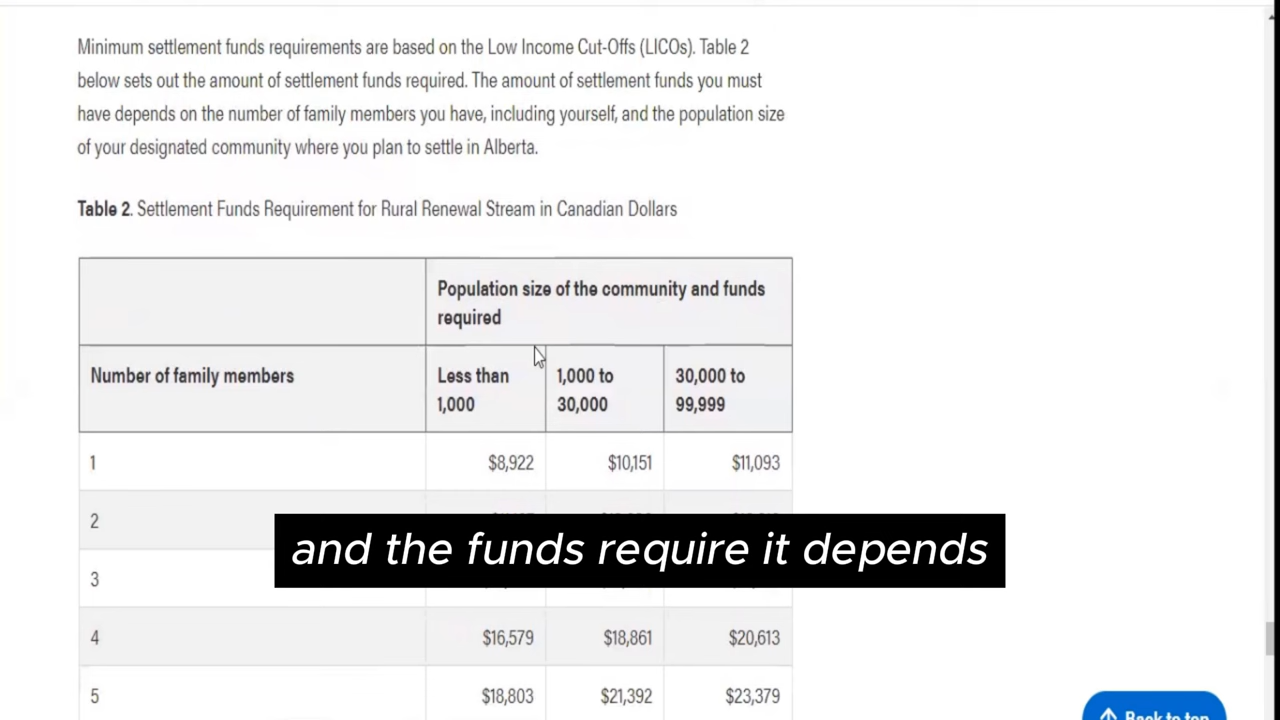 Minimum settlement funds requirements are based on the Low Income Cut-Offs (LICOs). Table 2
below sets out the amount of settlement funds required. The amount of settlement funds you must
have depends on the number of family members you have, including yourself, and the population size
of your designated community where you plan to settle in Alberta.
Table 2. Settlement Funds Requirement for Rural Renewal Stream in Canadian Dollars
Population size of the community and funds
required
Number of family members
Less than
1,000
1,000 to
30,000
30,000 to
99,999
1 $8,922 $10,151 $11,093
2
and the funds require it depends
3
4 $16,579 $18,861 $20,613
5 $18,803 $21,392 $23,379
Back to top